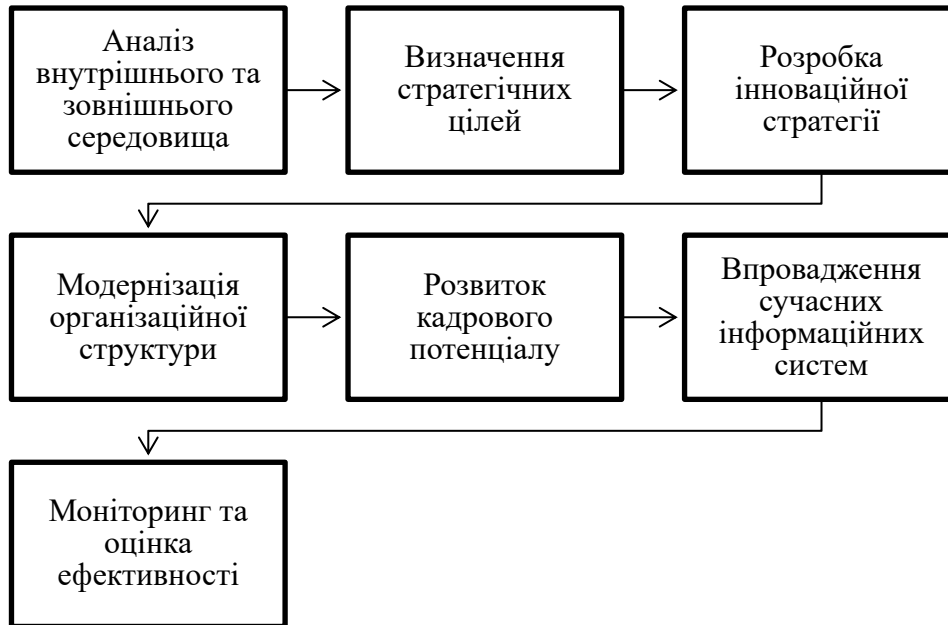 Аналіз
внутрішнього та
зовнішнього
середовища
Визначення
стратегічних
цілей
Розробка
інноваційної
стратегії
Модернізація
організаційної
структури
Розвиток
кадрового
потенціалу
Впровадження
сучасних
інформаційних
систем
Моніторинг та
оцінка
ефективності